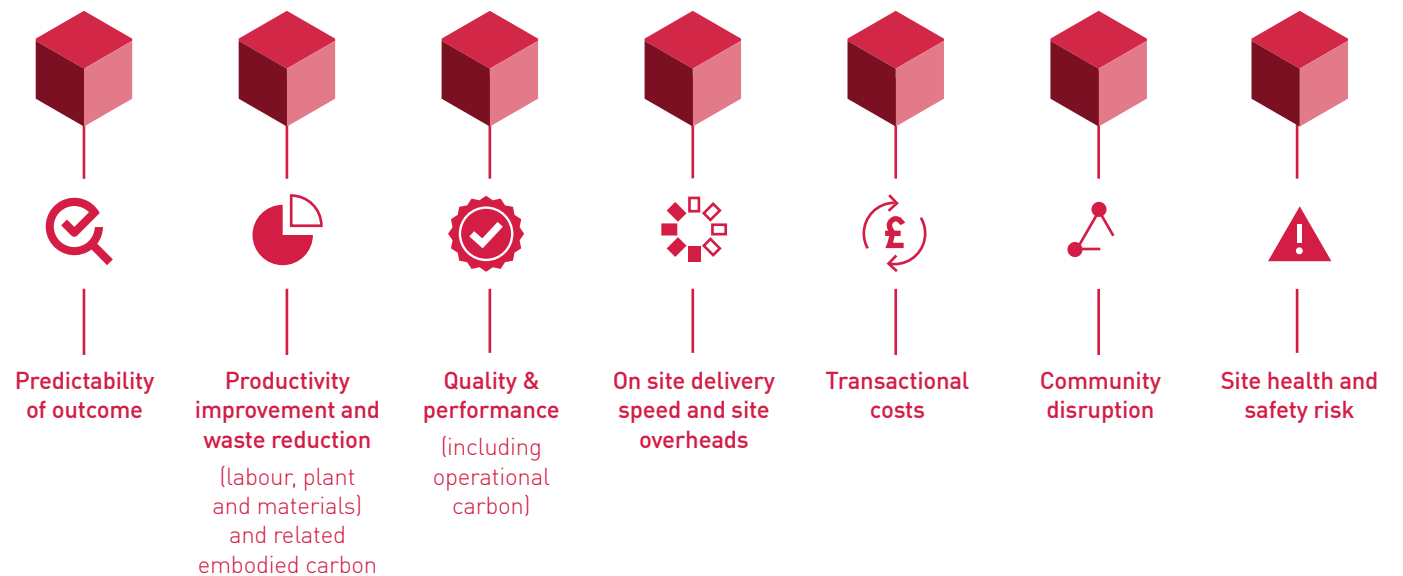 £
Predictability
of outcome
Productivity
improvement and
waste reduction
(labour, plant
and materials)
and related
embodied carbon
Quality &
performance
(including
operational
carbon)
On site delivery
speed and site
overheads
Transactional
costs
Community
disruption
Site health and
safety risk